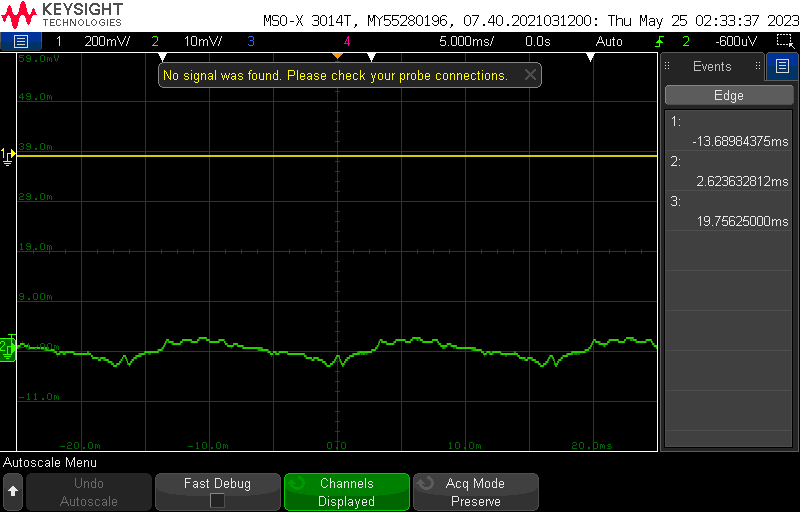 KEYSIGHT
TECHNOLOGIES
MSO-X 3014T, MY55280196, 07.40.2021031200: Thu May 25 02:33:37 2023
1 200mV/ 2 10mV/ 3 4 5.000ms/ 0.0s Auto 2 -600uV
59.0mV
No signal was found. Please check your probe connections.
Events
Edge
49.0m
1:
-13.68984375ms
39.0m
1
2:
2.623632812ms
29.0m
3:
19.75625000ms
19.0m
9.00m
2
-11.0m
-20.0m -10.0m 0.0 10.0m 20.0ms
Autoscale Menu
Undo
Autoscale
Fast Debug
Channels
Displayed
Acq Mode
Preserve